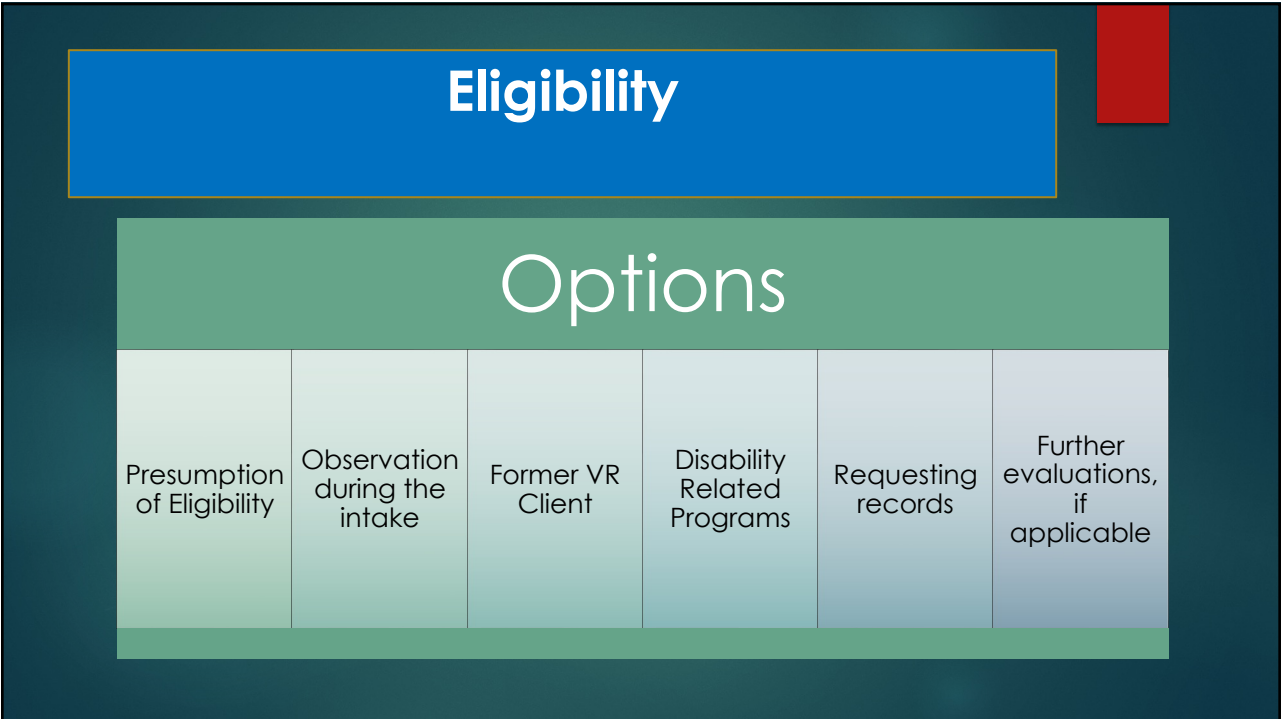 Eligibility
Options
Presumption
of Eligibility
Observation
during the
intake
Former VR
Client
Disability
Related
Programs
Requesting
records
Further
evaluations,
if
applicable